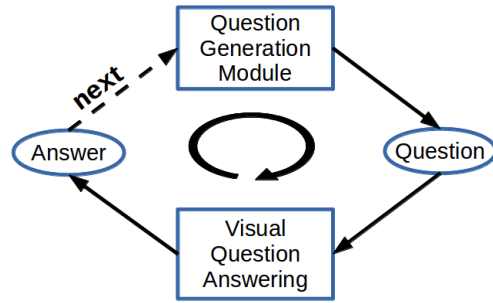 Question
Generation
Module
next
Answer
Question
Visual
Question
Answering